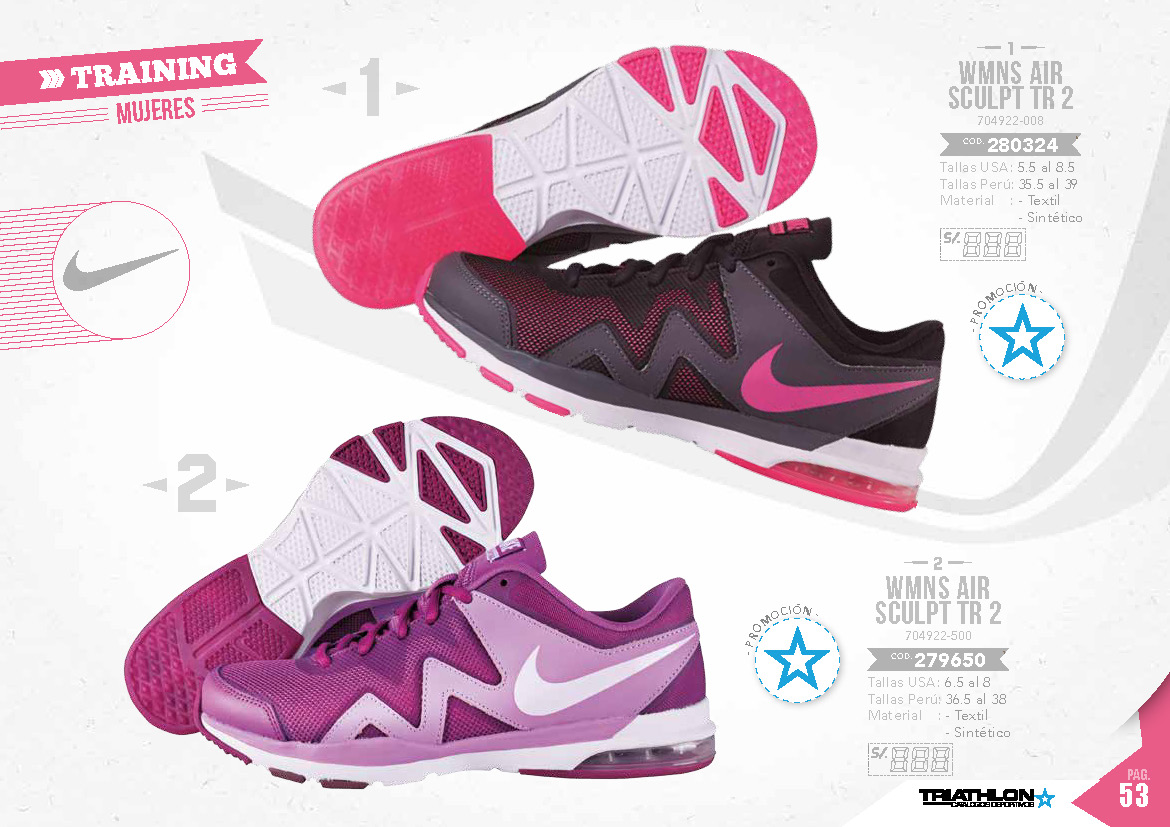 TRAINING
MUJERES
1
1
WMNS AIR
SCULPT TR 2
704922-008
COD. 280324
Tallas USA: 5.5 al 8.5
Tallas Perú: 35.5 al 39
Material : - Textil
- Sintético
S/. 888
- PROMOCIÓN -
2
2
WMNS AIR
SCULPT TR 2
704922-500
COD. 279650
Tallas USA: 6.5 al 8
Tallas Perú: 36.5 al 38
Material : - Textil
- Sintético
S/. 888
- PROMOCIÓN -
TRIATHLON
CATÁLOGOS DEPORTIVOS
PAG.
53